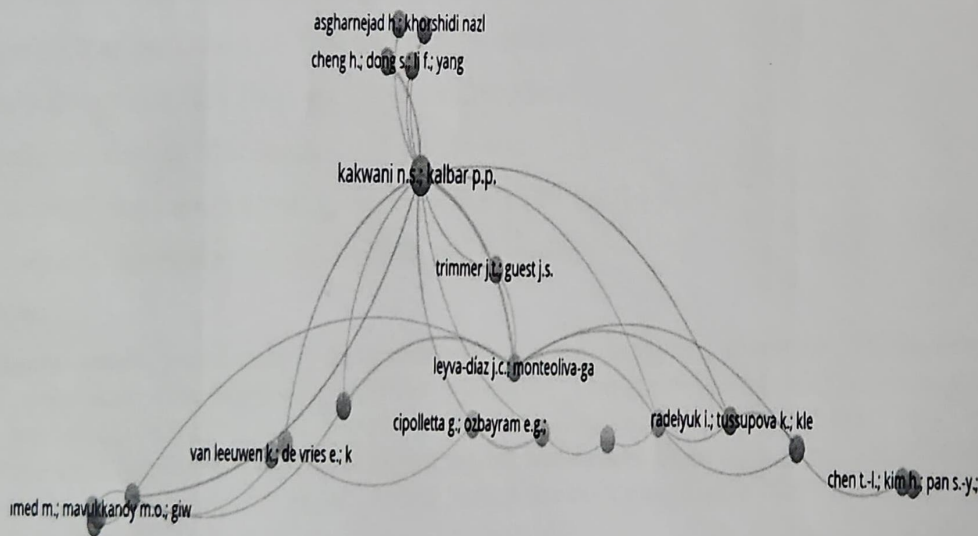 asgharnejad h.; khorshidi nazl
cheng h.; dong s.; li f.; yang
kakwani n.s.; kalbar p.p.
trimmer j.t.; guest j.s.
leyva-díaz j.c.; monteoliva-ga
cipolletta g.; ozbayram e.g.;
radelyuk i.; tussupova k.; kle
van leeuwen k.; de vries e.; k
chen t.-l.; kim h.; pan s.-y.;
imed m.; mavukkandy m.o.; giw